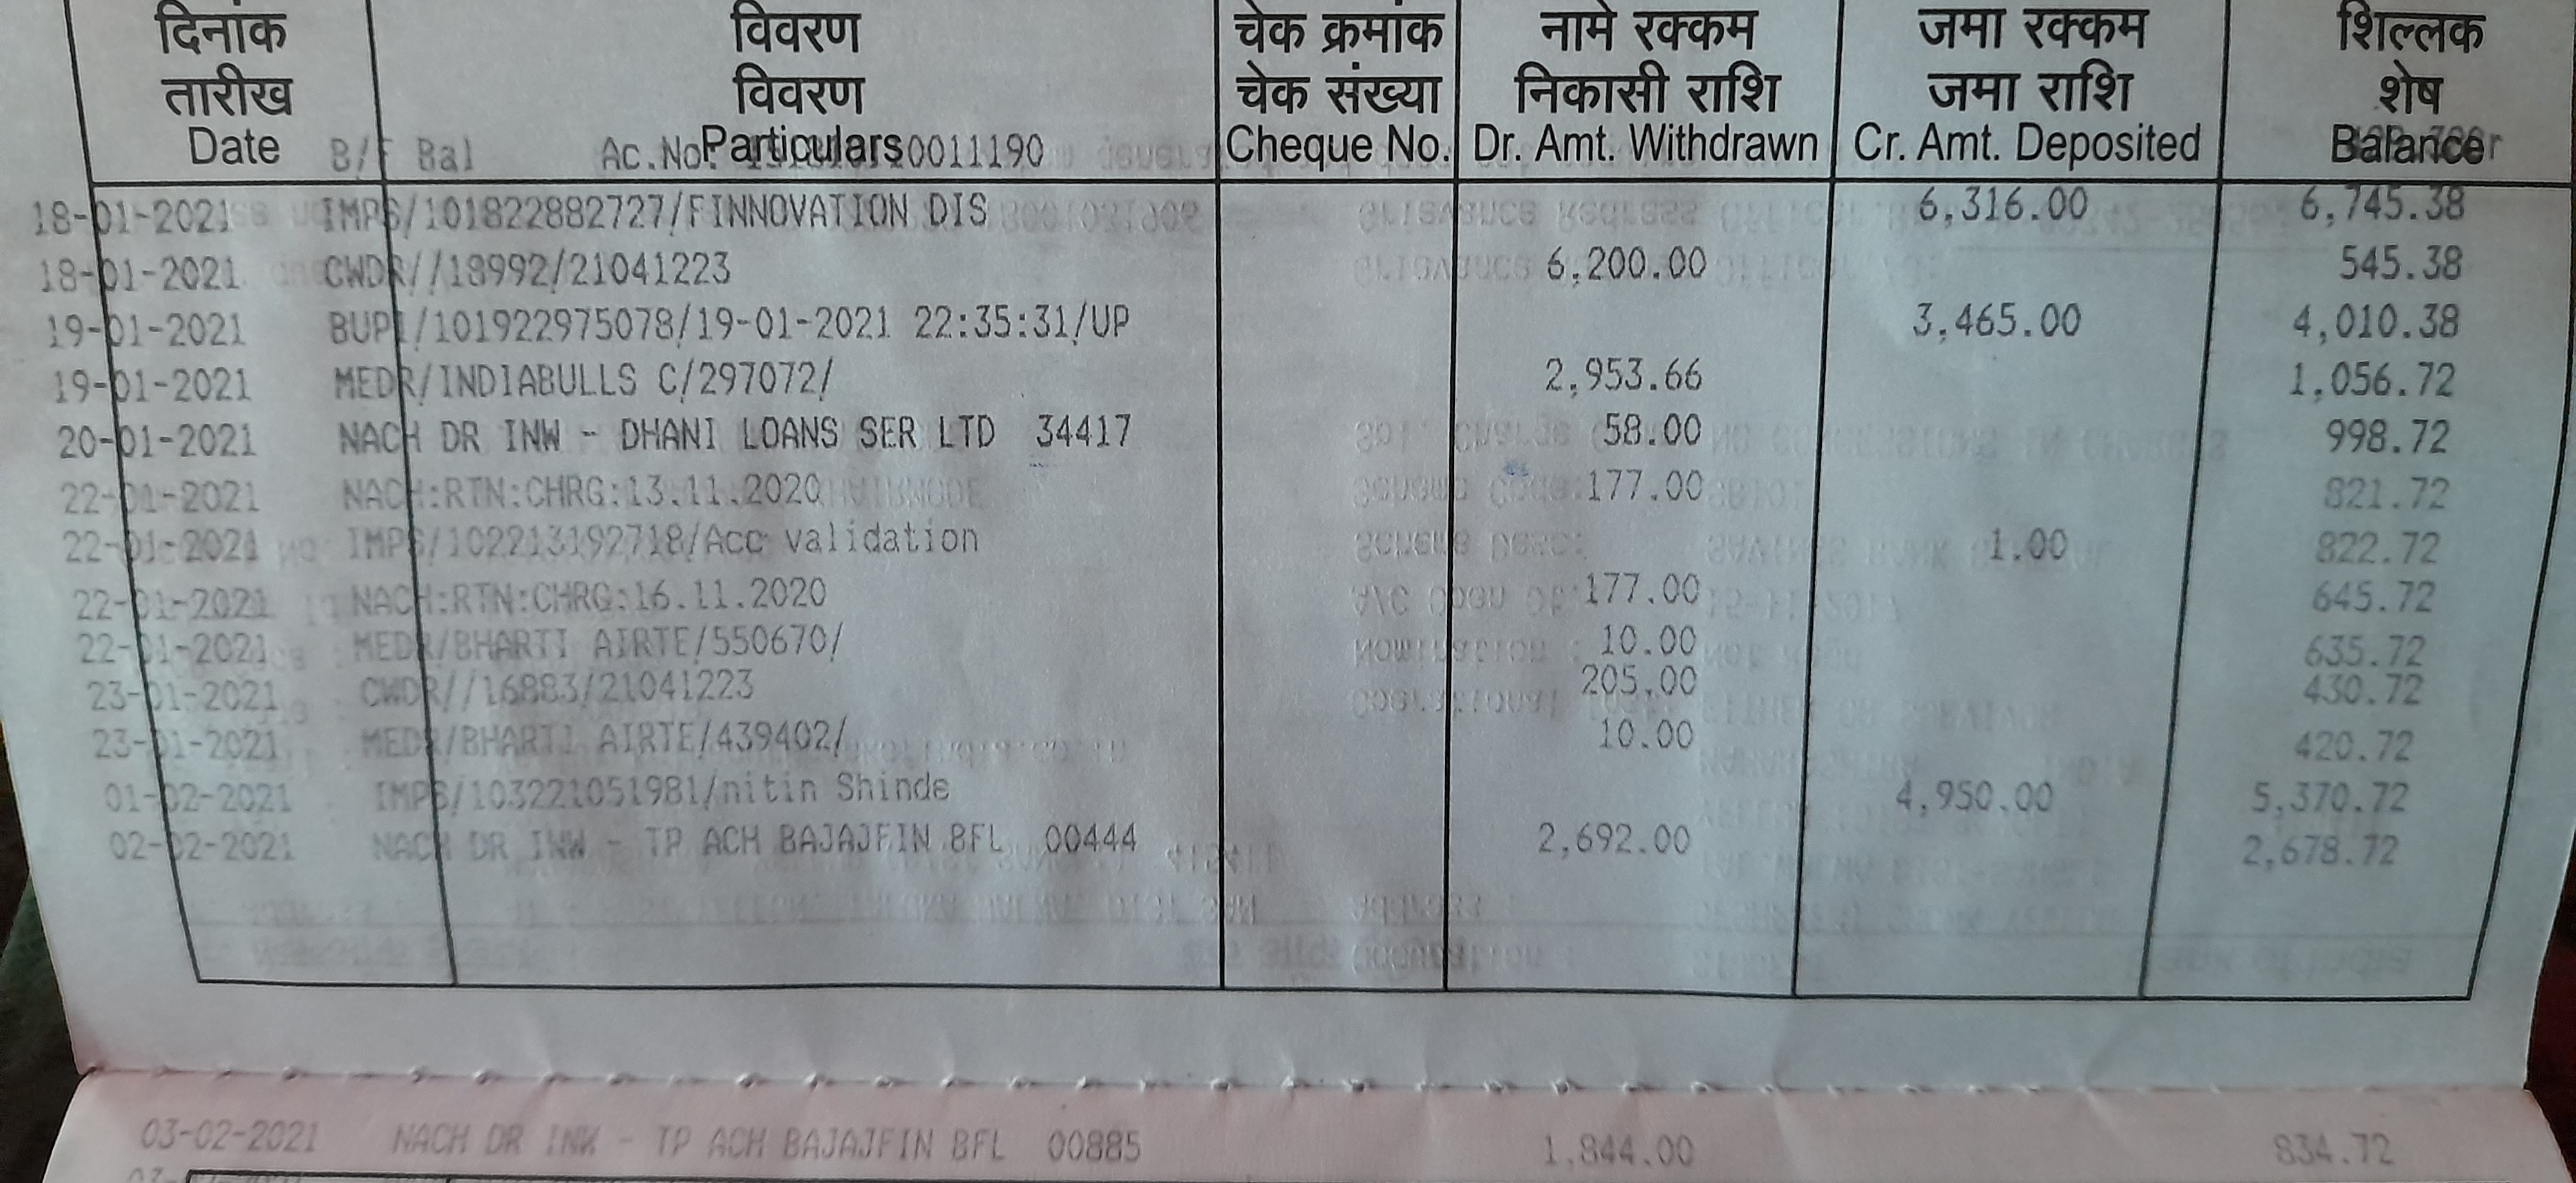 दिनांक विवरण चेक क्रमांक नामे रक्कम जमा रक्कम शिल्लक
तारीख विवरण चेक संख्या निकासी राशि जमा राशि शेष
Date Particulars Cheque No. Dr. Amt. Withdrawn Cr. Amt. Deposited Balance
B/F Bal Ac.No. 0011190
18-01-2021 IMPS/101822882727/FINNOVATION DIS 6,316.00 6,745.38
18-01-2021 CWDR//18992/21041223 6,200.00 545.38
19-01-2021 BUPI/101922975078/19-01-2021 22:35:31/UP 3,465.00 4,010.38
19-01-2021 MEDR/INDIABULLS C/297072/ 2,953.66 1,056.72
20-01-2021 NACH DR INW - DHANI LOANS SER LTD 34417 58.00 998.72
22-01-2021 NACH:RTN:CHRG:13.11.2020 177.00 821.72
22-01-2021 IMPS/102213192718/Acc validation 1.00 822.72
22-01-2021 NACH:RTN:CHRG:16.11.2020 177.00 645.72
22-01-2021 MEDR/BHARTI AIRTE/550670/ 10.00 635.72
23-01-2021 CWDR//16883/21041223 205.00 430.72
23-01-2021 MEDR/BHARTI AIRTE/439402/ 10.00 420.72
01-02-2021 IMPS/103221051981/nitin Shinde 4,950.00 5,370.72
02-02-2021 NACH DR INW - TP ACH BAJAJFIN BFL 00444 2,692.00 2,678.72
03-02-2021 NACH DR INW - TP ACH BAJAJFIN BFL 00885 1,844.00 834.72